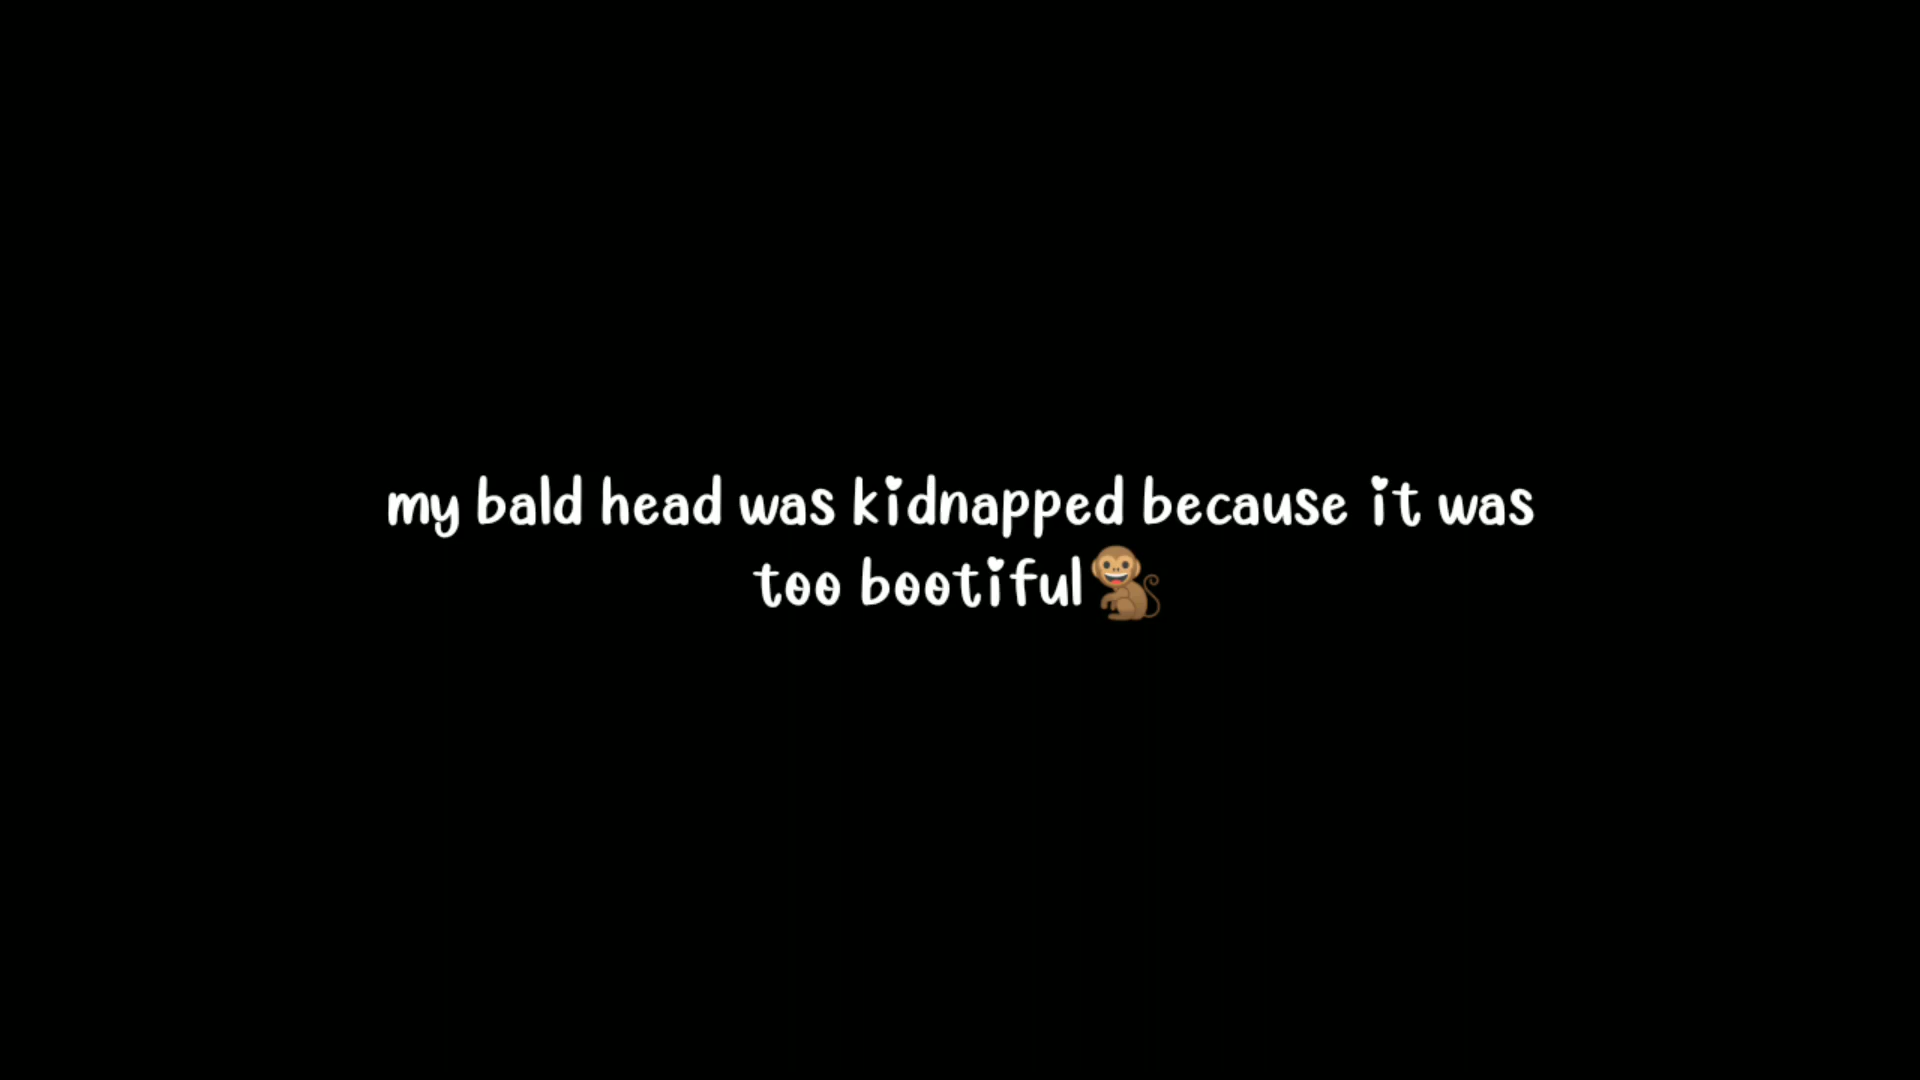 my bald head was kidnapped because it was
too bootiful🐒